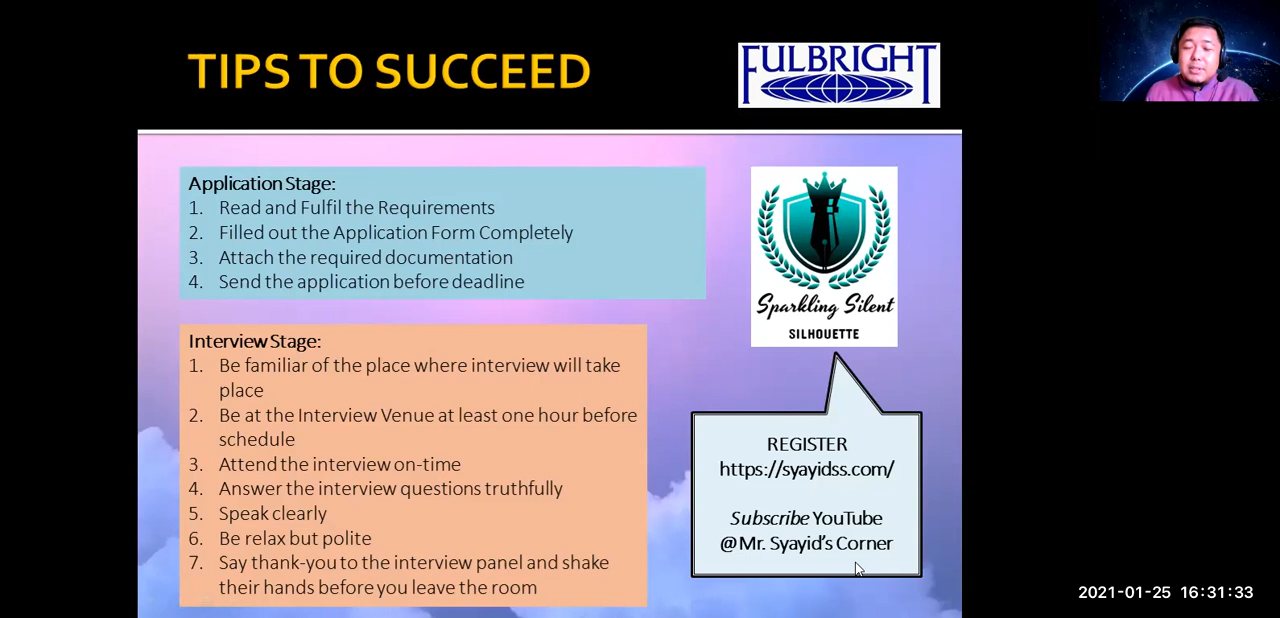 TIPS TO SUCCEED
FULBRIGHT
Application Stage:
1. Read and Fulfil the Requirements
2. Filled out the Application Form Completely
3. Attach the required documentation
4. Send the application before deadline
Sparkling Silent
SILHOUETTE
Interview Stage:
1. Be familiar of the place where interview will take
place
2. Be at the Interview Venue at least one hour before
schedule
3. Attend the interview on-time
4. Answer the interview questions truthfully
5. Speak clearly
6. Be relax but polite
7. Say thank-you to the interview panel and shake
their hands before you leave the room
REGISTER
https://syayidss.com/
Subscribe YouTube
@Mr. Syayid's Corner
2021-01-25 16:31:33